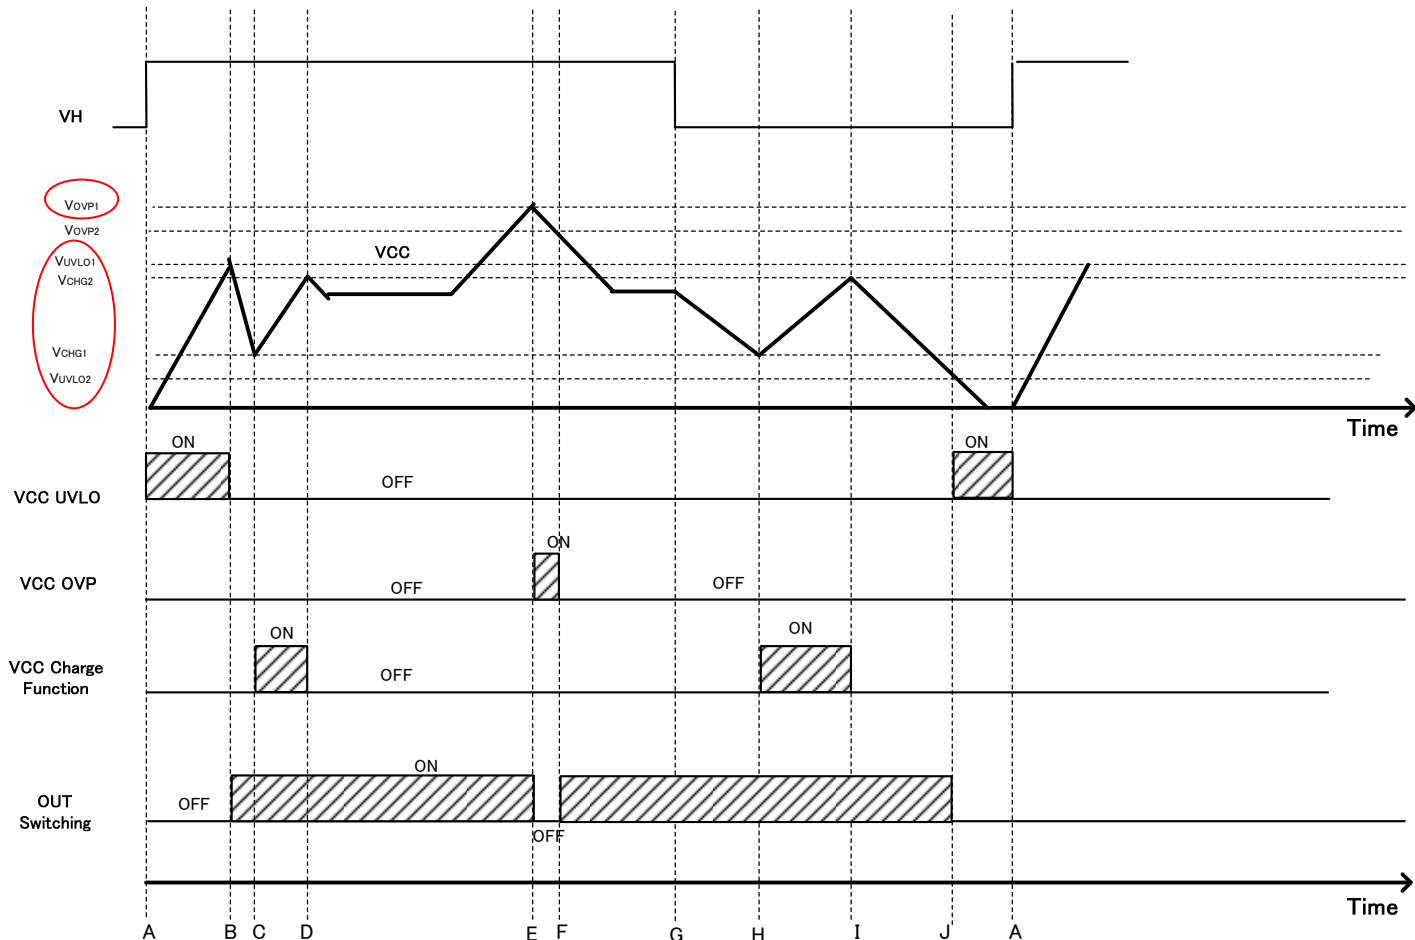 VH
VOVP1
VOVP2
VUVLO1
VCC
VCHG2
VCHG1
VUVLO2
Time
ON
ON
VCC UVLO
OFF
ON
VCC OVP
OFF
OFF
ON
ON
VCC Charge
Function
OFF
ON
OUT
Switching
OFF
OFF
Time
A B C D E F G H I J A